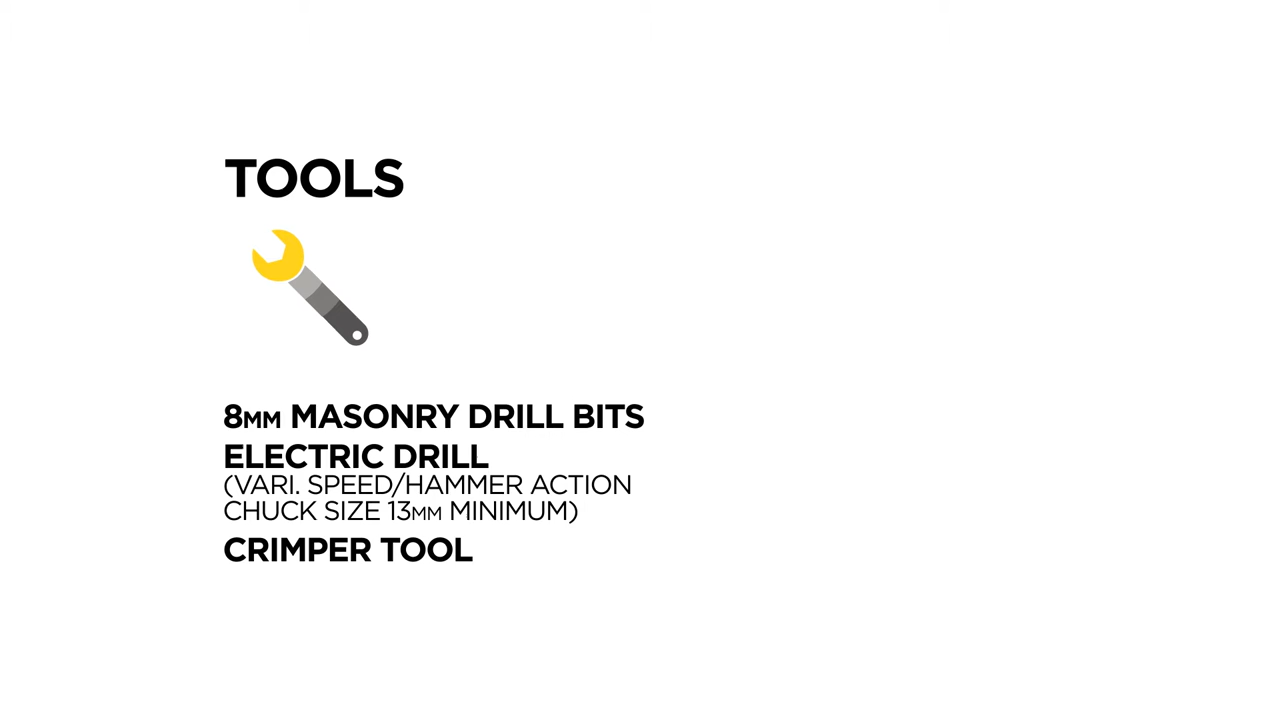 TOOLS
8MM MASONRY DRILL BITS
ELECTRIC DRILL
(VARI. SPEED/HAMMER ACTION
CHUCK SIZE 13MM MINIMUM)
CRIMPER TOOL